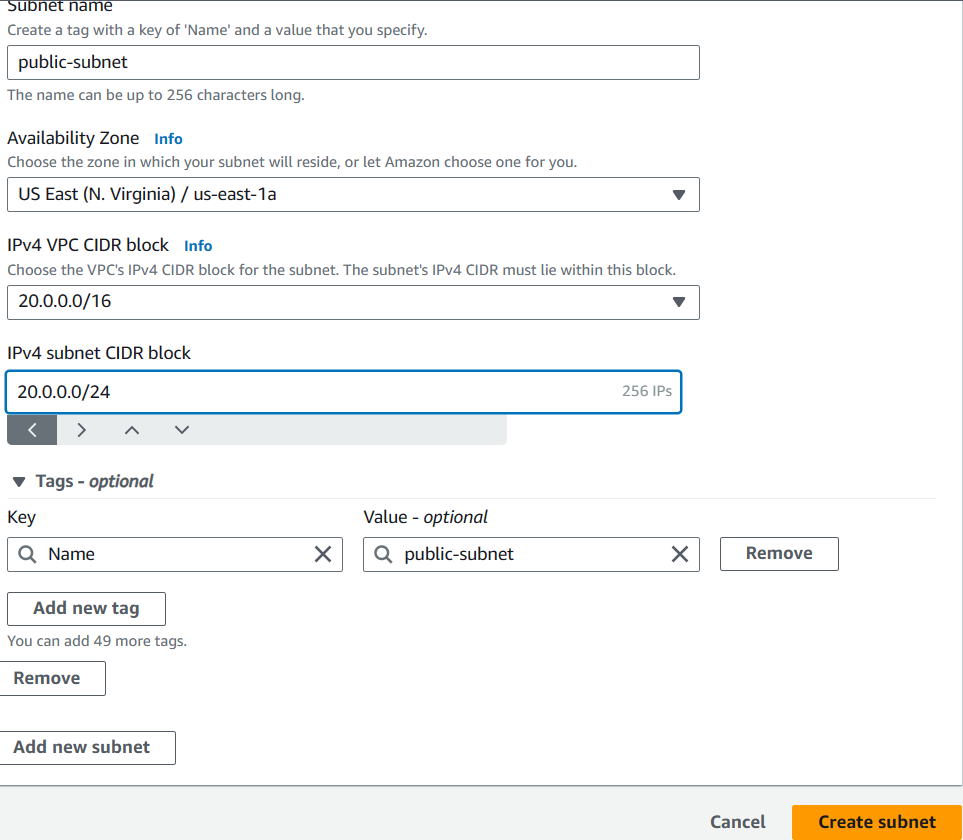 Subnet name
Create a tag with a key of 'Name' and a value that you specify.
public-subnet
The name can be up to 256 characters long.
Availability Zone Info
Choose the zone in which your subnet will reside, or let Amazon choose one for you.
US East (N. Virginia) / us-east-1a
IPv4 VPC CIDR block Info
Choose the VPC's IPv4 CIDR block for the subnet. The subnet's IPv4 CIDR must lie within this block.
20.0.0.0/16
IPv4 subnet CIDR block
20.0.0.0/24 256 IPs
Tags - optional
Key Value - optional
Name public-subnet Remove
Add new tag
You can add 49 more tags.
Remove
Add new subnet
Cancel Create subnet